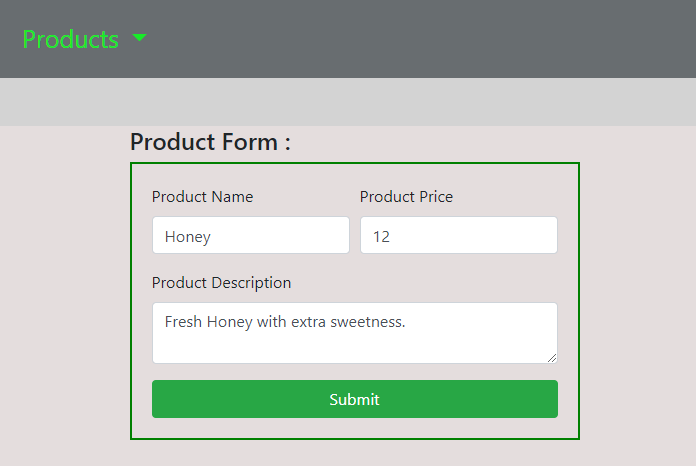 Products
Product Form :
Product Name Product Price
Honey 12
Product Description
Fresh Honey with extra sweetness.
Submit